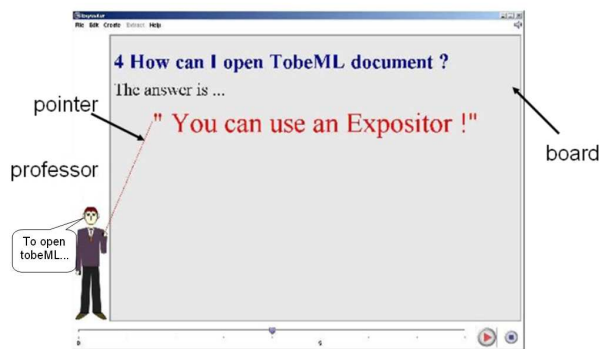 Expositor
File Edit Create Extract Help
4 How can I open TobeML document ?
The answer is ...
" You can use an Expositor !"
pointer
board
professor
To open
tobeML...
0 5